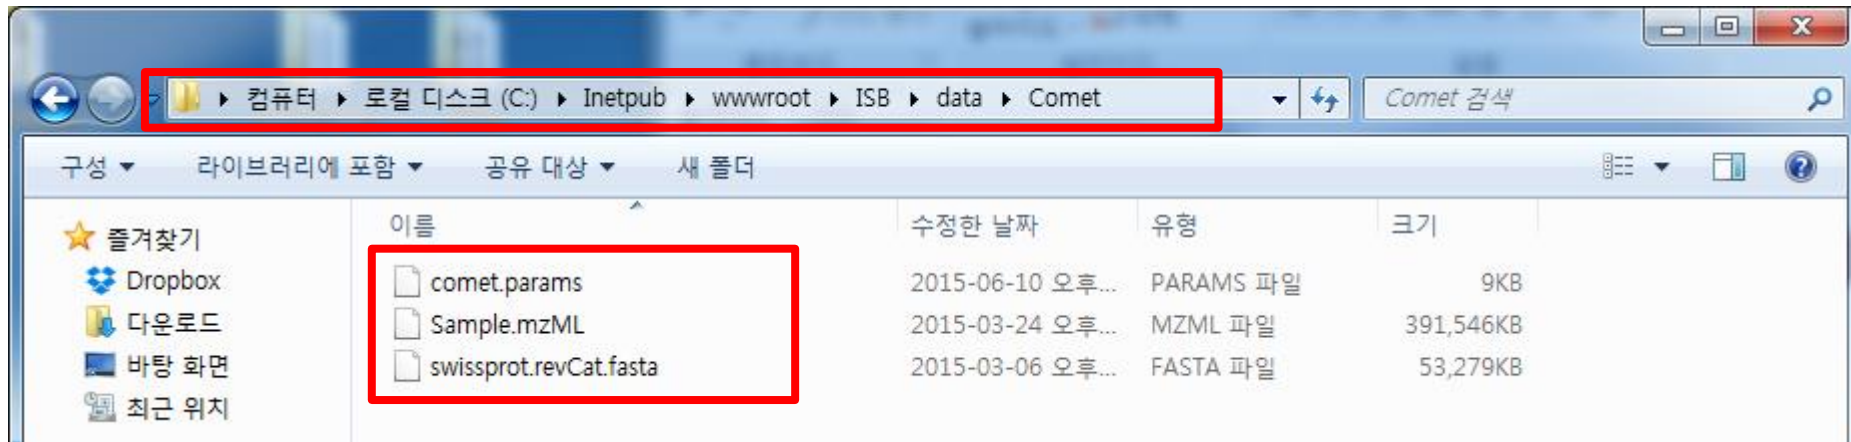 컴퓨터 ▶ 로컬 디스크 (C:) ▶ Inetpub ▶ wwwroot ▶ ISB ▶ data ▶ Comet
Comet 검색
구성 라이브러리에 포함 공유 대상 새 폴더
이름 수정한 날짜 유형 크기
즐겨찾기
Dropbox
다운로드
바탕 화면
최근 위치
comet.params 2015-06-10 오후... PARAMS 파일 9KB
Sample.mzML 2015-03-24 오후... MZML 파일 391,546KB
swissprot.revCat.fasta 2015-03-06 오후... FASTA 파일 53,279KB